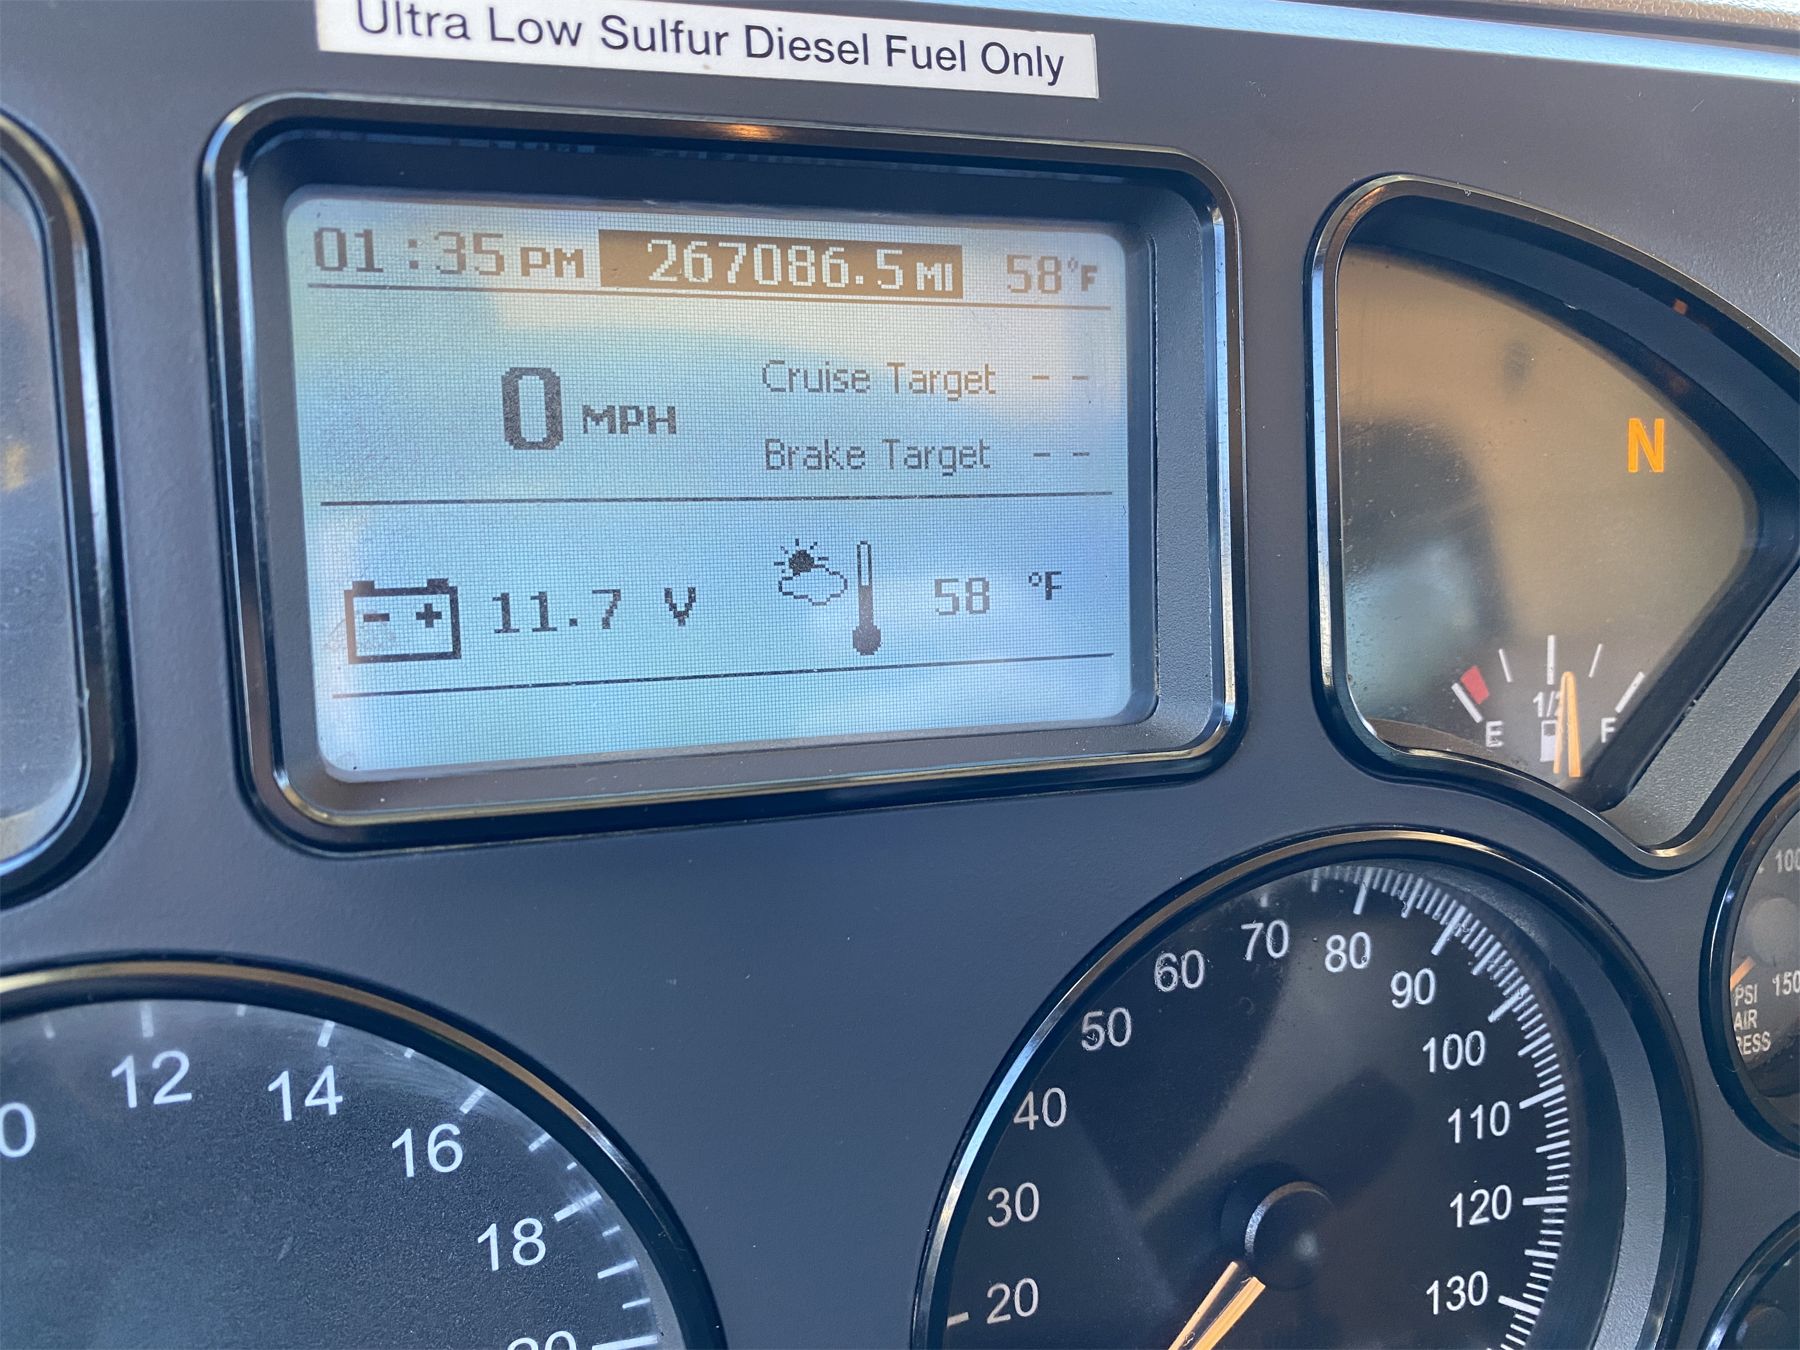 Ultra Low Sulfur Diesel Fuel Only
01:35 PM 267086.5 MI 58°F
0 MPH
Cruise Target - -
Brake Target - -
- + 11.7 V 58 °F
N
E 1/2 F
12 14 16 18 20
20 30 40 50 60 70 80 90 100 110 120 130
100
150
PSI
AIR